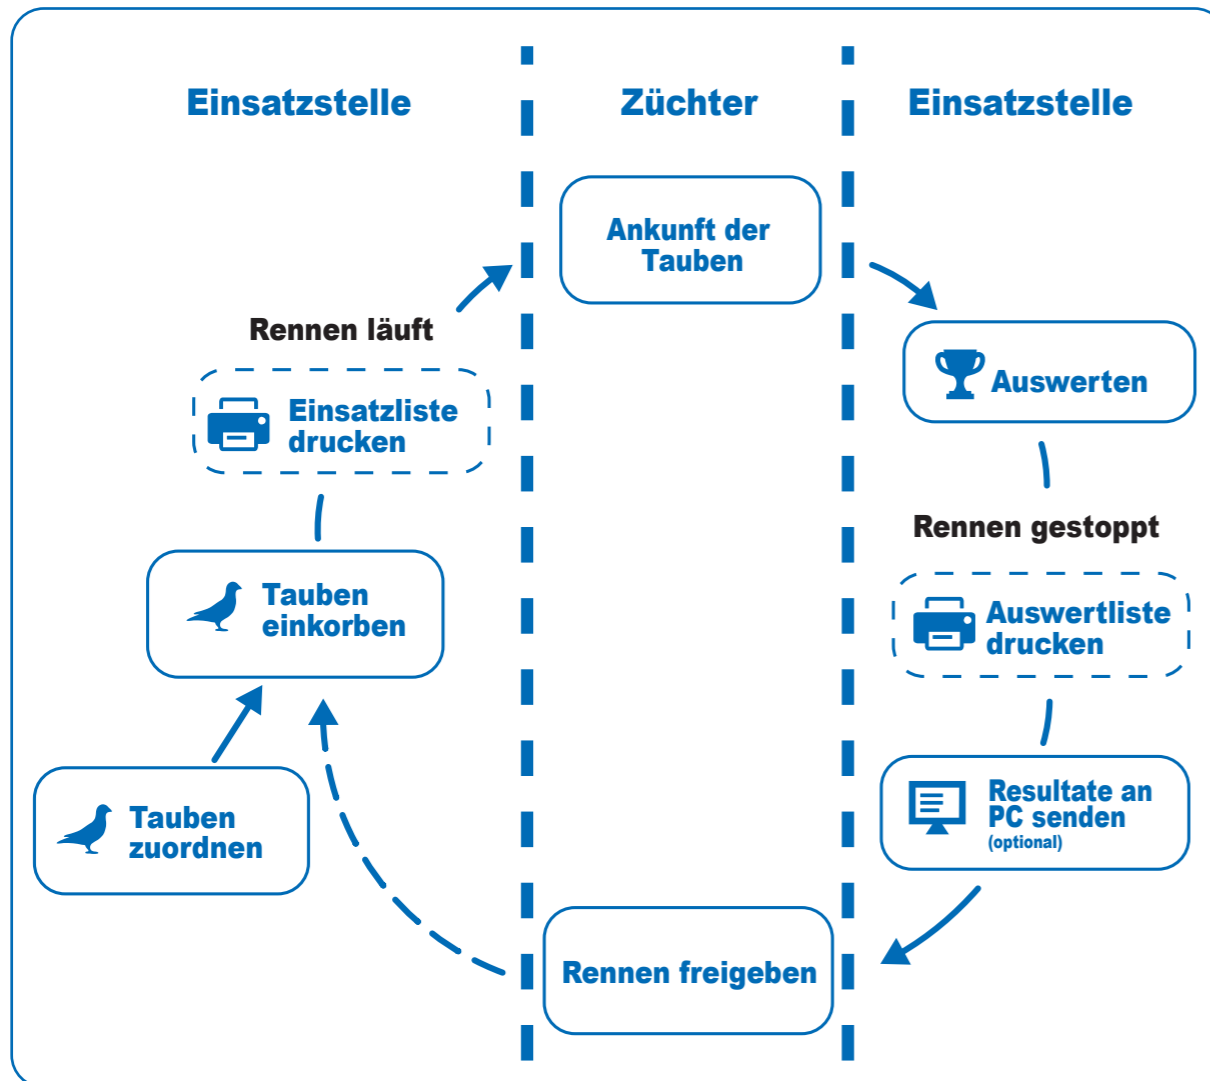 Einsatzstelle
Züchter
Einsatzstelle
Ankunft der
Tauben
Rennen läuft
Einsatzliste
drucken
Auswerten
Rennen gestoppt
Tauben
einkorben
Auswertliste
drucken
Tauben
zuordnen
Resultate an
PC senden
(optional)
Rennen freigeben